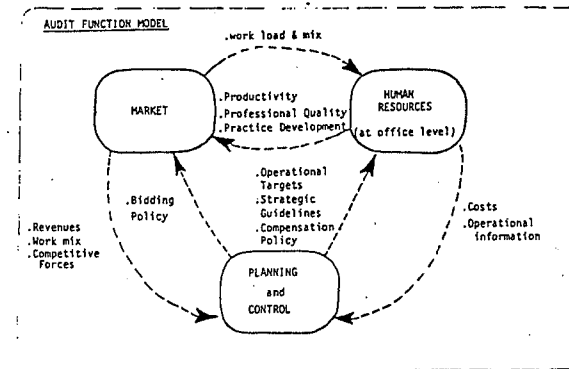 AUDIT FUNCTION MODEL
.work load & mix
MARKET
.Productivity
.Professional Quality
.Practice Development
HUMAN
RESOURCES
(at office level)
.Bidding
Policy
.Operational
Targets
.Strategic
Guidelines
.Compensation
Policy
.Revenues
.Work mix
.Competitive
Forces
.Costs
.Operational
information
PLANNING
and
CONTROL